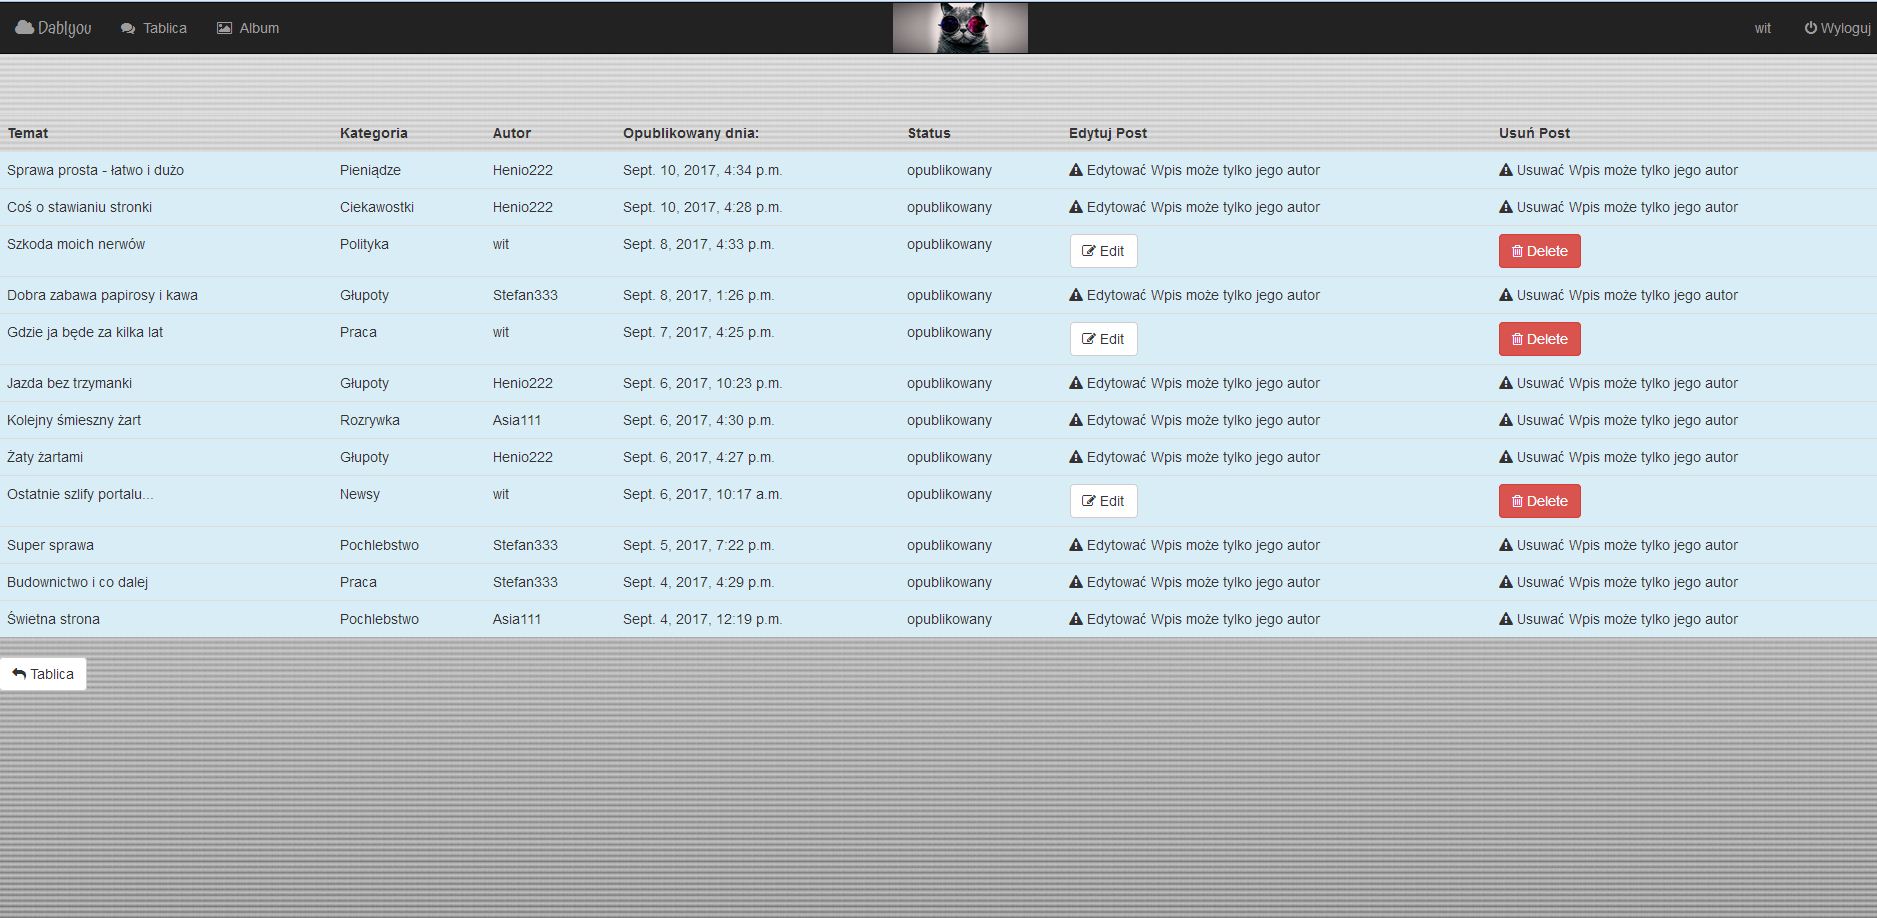 Dablyou Tablica Album wit Wyloguj
Temat Kategoria Autor Opublikowany dnia: Status Edytuj Post Usuń Post
Sprawa prosta - łatwo i dużo Pieniądze Henio222 Sept. 10, 2017, 4:34 p.m. opublikowany Edytować Wpis może tylko jego autor Usuwać Wpis może tylko jego autor
Coś o stawianiu stronki Ciekawostki Henio222 Sept. 10, 2017, 4:28 p.m. opublikowany Edytować Wpis może tylko jego autor Usuwać Wpis może tylko jego autor
Szkoda moich nerwów Polityka wit Sept. 8, 2017, 4:33 p.m. opublikowany Edit Delete
Dobra zabawa papirosy i kawa Głupoty Stefan333 Sept. 8, 2017, 1:26 p.m. opublikowany Edytować Wpis może tylko jego autor Usuwać Wpis może tylko jego autor
Gdzie ja będe za kilka lat Praca wit Sept. 7, 2017, 4:25 p.m. opublikowany Edit Delete
Jazda bez trzymanki Głupoty Henio222 Sept. 6, 2017, 10:23 p.m. opublikowany Edytować Wpis może tylko jego autor Usuwać Wpis może tylko jego autor
Kolejny śmieszny żart Rozrywka Asia111 Sept. 6, 2017, 4:30 p.m. opublikowany Edytować Wpis może tylko jego autor Usuwać Wpis może tylko jego autor
Żaty żartami Głupoty Henio222 Sept. 6, 2017, 4:27 p.m. opublikowany Edytować Wpis może tylko jego autor Usuwać Wpis może tylko jego autor
Ostatnie szlify portalu... Newsy wit Sept. 6, 2017, 10:17 a.m. opublikowany Edit Delete
Super sprawa Pochlebstwo Stefan333 Sept. 5, 2017, 7:22 p.m. opublikowany Edytować Wpis może tylko jego autor Usuwać Wpis może tylko jego autor
Budownictwo i co dalej Praca Stefan333 Sept. 4, 2017, 4:29 p.m. opublikowany Edytować Wpis może tylko jego autor Usuwać Wpis może tylko jego autor
Świetna strona Pochlebstwo Asia111 Sept. 4, 2017, 12:19 p.m. opublikowany Edytować Wpis może tylko jego autor Usuwać Wpis może tylko jego autor
Tablica